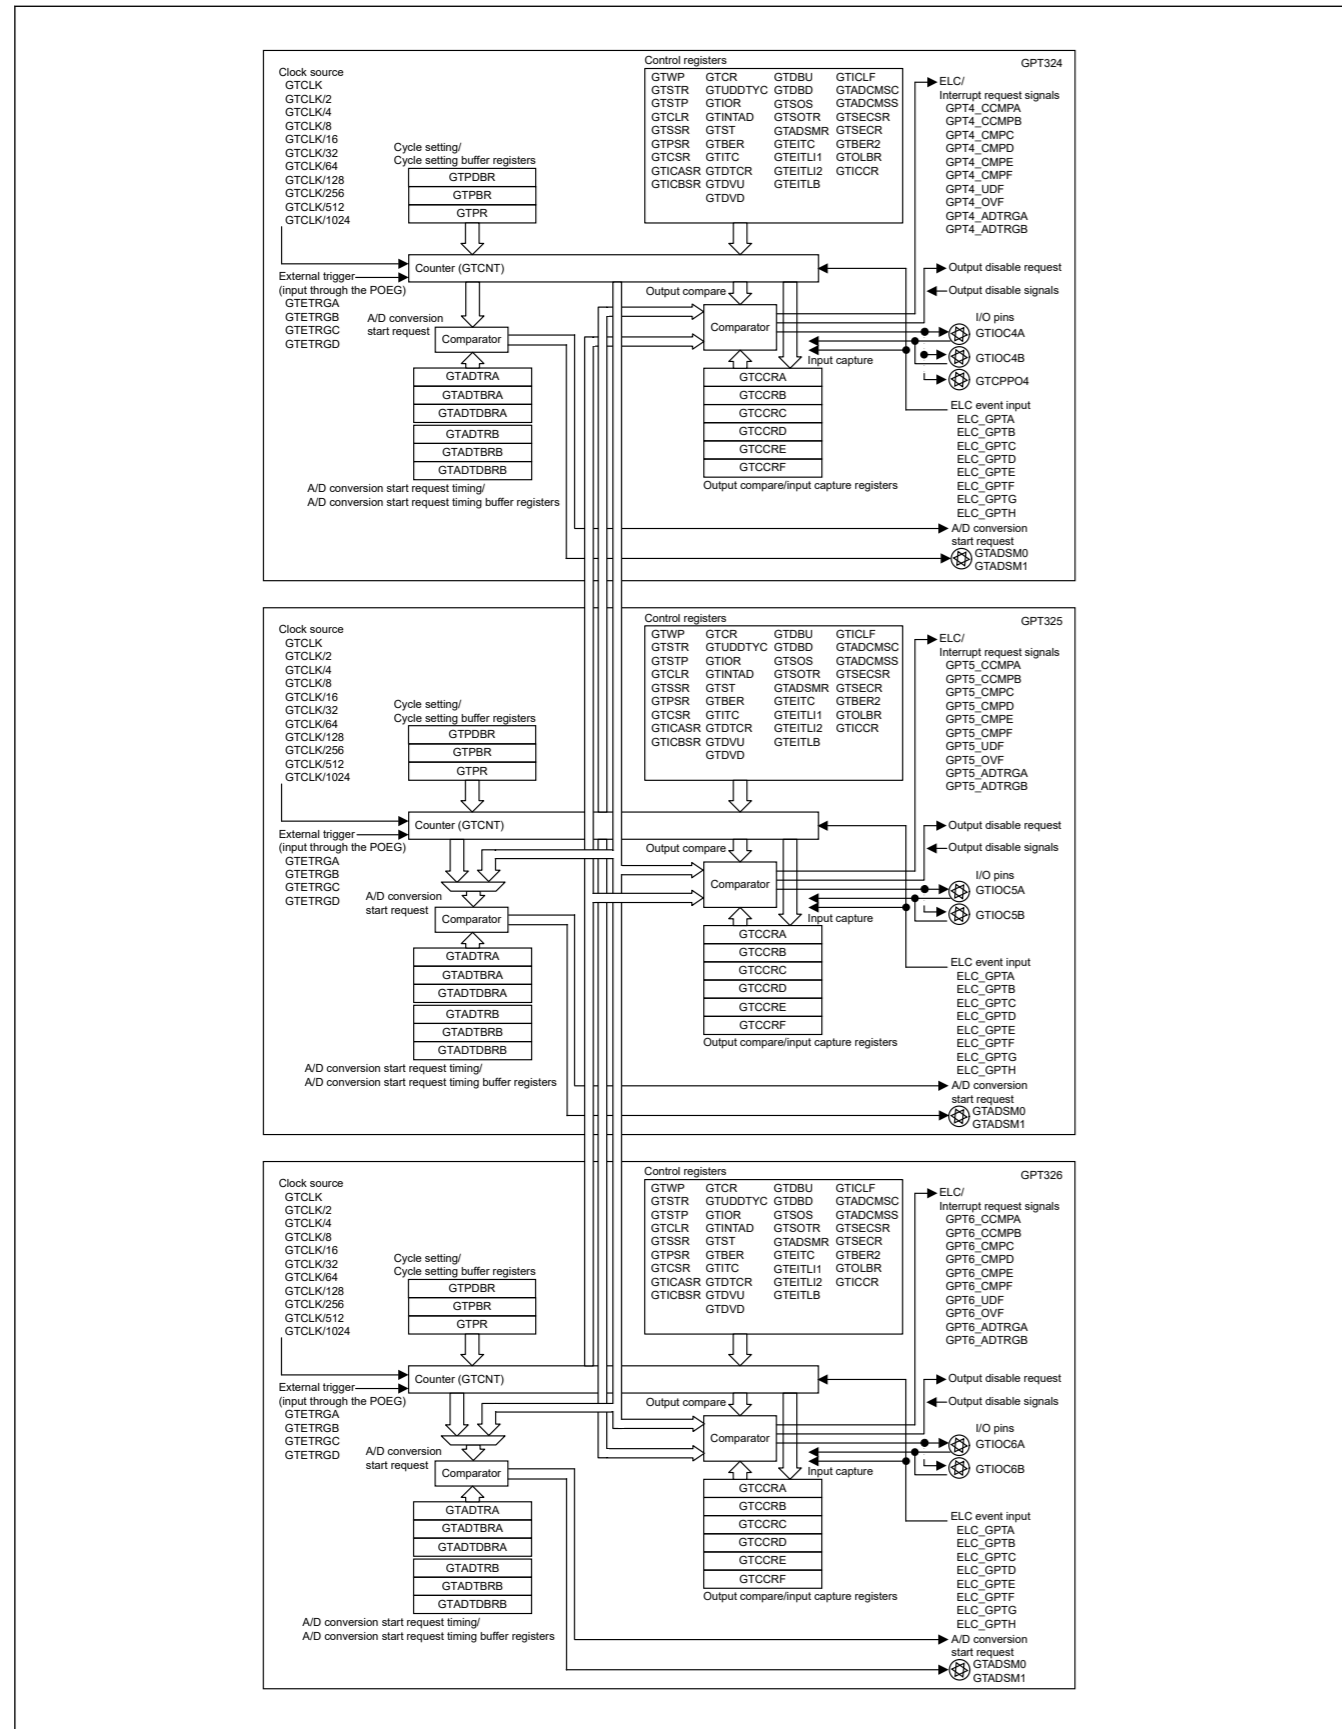 GPT324
Clock source
GTCLK
GTCLK/2
GTCLK/4
GTCLK/8
GTCLK/16
GTCLK/32
GTCLK/64
GTCLK/128
GTCLK/256
GTCLK/512
GTCLK/1024
External trigger
(input through the POEG)
GTETRGA
GTETRGB
GTETRGC
GTETRGD
Cycle setting/
Cycle setting buffer registers
GTPDBR
GTPBR
GTPR
Control registers
GTWP GTCR GTDBU GTICLF
GTSTR GTUDDTYC GTDBD GTADCMSC
GTSTP GTIOR GTSOS GTADCMSS
GTCLR GTINTAD GTSOTR GTSECSR
GTSSR GTST GTADSMR GTSECR
GTPSR GTBER GTEITC GTBER2
GTCSR GTITC GTEITLI1 GTOLBR
GTICASR GTDTCR GTEITLI2 GTICCR
GTICBSR GTDVU GTEITLB
GTDVD
Counter (GTCNT)
A/D conversion
start request
Comparator
GTADTRA
GTADTBRA
GTADTDBRA
GTADTRB
GTADTBRB
GTADTDBRB
A/D conversion start request timing/
A/D conversion start request timing buffer registers
Output compare
Comparator
Input capture
GTCCRA
GTCCRB
GTCCRC
GTCCRD
GTCCRE
GTCCRF
Output compare/input capture registers
ELC/
Interrupt request signals
GPT4_CCMPA
GPT4_CCMPB
GPT4_CMPC
GPT4_CMPD
GPT4_CMPE
GPT4_CMPF
GPT4_UDF
GPT4_OVF
GPT4_ADTRGA
GPT4_ADTRGB
Output disable request
Output disable signals
I/O pins
GTIOC4A
GTIOC4B
GTCPPO4
ELC event input
ELC_GPTA
ELC_GPTB
ELC_GPTC
ELC_GPTD
ELC_GPTE
ELC_GPTF
ELC_GPTG
ELC_GPTH
A/D conversion
start request
GTADSM0
GTADSM1
GPT325
Clock source
GTCLK
GTCLK/2
GTCLK/4
GTCLK/8
GTCLK/16
GTCLK/32
GTCLK/64
GTCLK/128
GTCLK/256
GTCLK/512
GTCLK/1024
External trigger
(input through the POEG)
GTETRGA
GTETRGB
GTETRGC
GTETRGD
Cycle setting/
Cycle setting buffer registers
GTPDBR
GTPBR
GTPR
Control registers
GTWP GTCR GTDBU GTICLF
GTSTR GTUDDTYC GTDBD GTADCMSC
GTSTP GTIOR GTSOS GTADCMSS
GTCLR GTINTAD GTSOTR GTSECSR
GTSSR GTST GTADSMR GTSECR
GTPSR GTBER GTEITC GTBER2
GTCSR GTITC GTEITLI1 GTOLBR
GTICASR GTDTCR GTEITLI2 GTICCR
GTICBSR GTDVU GTEITLB
GTDVD
Counter (GTCNT)
A/D conversion
start request
Comparator
GTADTRA
GTADTBRA
GTADTDBRA
GTADTRB
GTADTBRB
GTADTDBRB
A/D conversion start request timing/
A/D conversion start request timing buffer registers
Output compare
Comparator
Input capture
GTCCRA
GTCCRB
GTCCRC
GTCCRD
GTCCRE
GTCCRF
Output compare/input capture registers
ELC/
Interrupt request signals
GPT5_CCMPA
GPT5_CCMPB
GPT5_CMPC
GPT5_CMPD
GPT5_CMPE
GPT5_CMPF
GPT5_UDF
GPT5_OVF
GPT5_ADTRGA
GPT5_ADTRGB
Output disable request
Output disable signals
I/O pins
GTIOC5A
GTIOC5B
ELC event input
ELC_GPTA
ELC_GPTB
ELC_GPTC
ELC_GPTD
ELC_GPTE
ELC_GPTF
ELC_GPTG
ELC_GPTH
A/D conversion
start request
GTADSM0
GTADSM1
GPT326
Clock source
GTCLK
GTCLK/2
GTCLK/4
GTCLK/8
GTCLK/16
GTCLK/32
GTCLK/64
GTCLK/128
GTCLK/256
GTCLK/512
GTCLK/1024
External trigger
(input through the POEG)
GTETRGA
GTETRGB
GTETRGC
GTETRGD
Cycle setting/
Cycle setting buffer registers
GTPDBR
GTPBR
GTPR
Control registers
GTWP GTCR GTDBU GTICLF
GTSTR GTUDDTYC GTDBD GTADCMSC
GTSTP GTIOR GTSOS GTADCMSS
GTCLR GTINTAD GTSOTR GTSECSR
GTSSR GTST GTADSMR GTSECR
GTPSR GTBER GTEITC GTBER2
GTCSR GTITC GTEITLI1 GTOLBR
GTICASR GTDTCR GTEITLI2 GTICCR
GTICBSR GTDVU GTEITLB
GTDVD
Counter (GTCNT)
A/D conversion
start request
Comparator
GTADTRA
GTADTBRA
GTADTDBRA
GTADTRB
GTADTBRB
GTADTDBRB
A/D conversion start request timing/
A/D conversion start request timing buffer registers
Output compare
Comparator
Input capture
GTCCRA
GTCCRB
GTCCRC
GTCCRD
GTCCRE
GTCCRF
Output compare/input capture registers
ELC/
Interrupt request signals
GPT6_CCMPA
GPT6_CCMPB
GPT6_CMPC
GPT6_CMPD
GPT6_CMPE
GPT6_CMPF
GPT6_UDF
GPT6_OVF
GPT6_ADTRGA
GPT6_ADTRGB
Output disable request
Output disable signals
I/O pins
GTIOC6A
GTIOC6B
ELC event input
ELC_GPTA
ELC_GPTB
ELC_GPTC
ELC_GPTD
ELC_GPTE
ELC_GPTF
ELC_GPTG
ELC_GPTH
A/D conversion
start request
GTADSM0
GTADSM1